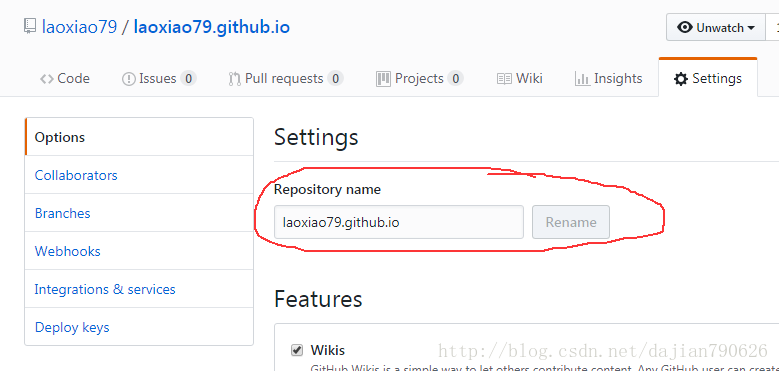 laoxiao79 / laoxiao79.github.io
Unwatch
Code Issues 0 Pull requests 0 Projects 0 Wiki Insights Settings
Options
Collaborators
Branches
Webhooks
Integrations & services
Deploy keys
Settings
Repository name
laoxiao79.github.io Rename
Features
Wikis
http://blog.csdn.net/dajian790626
GitHub Wikis is a simple way to let others contribute content. Any GitHub user can create